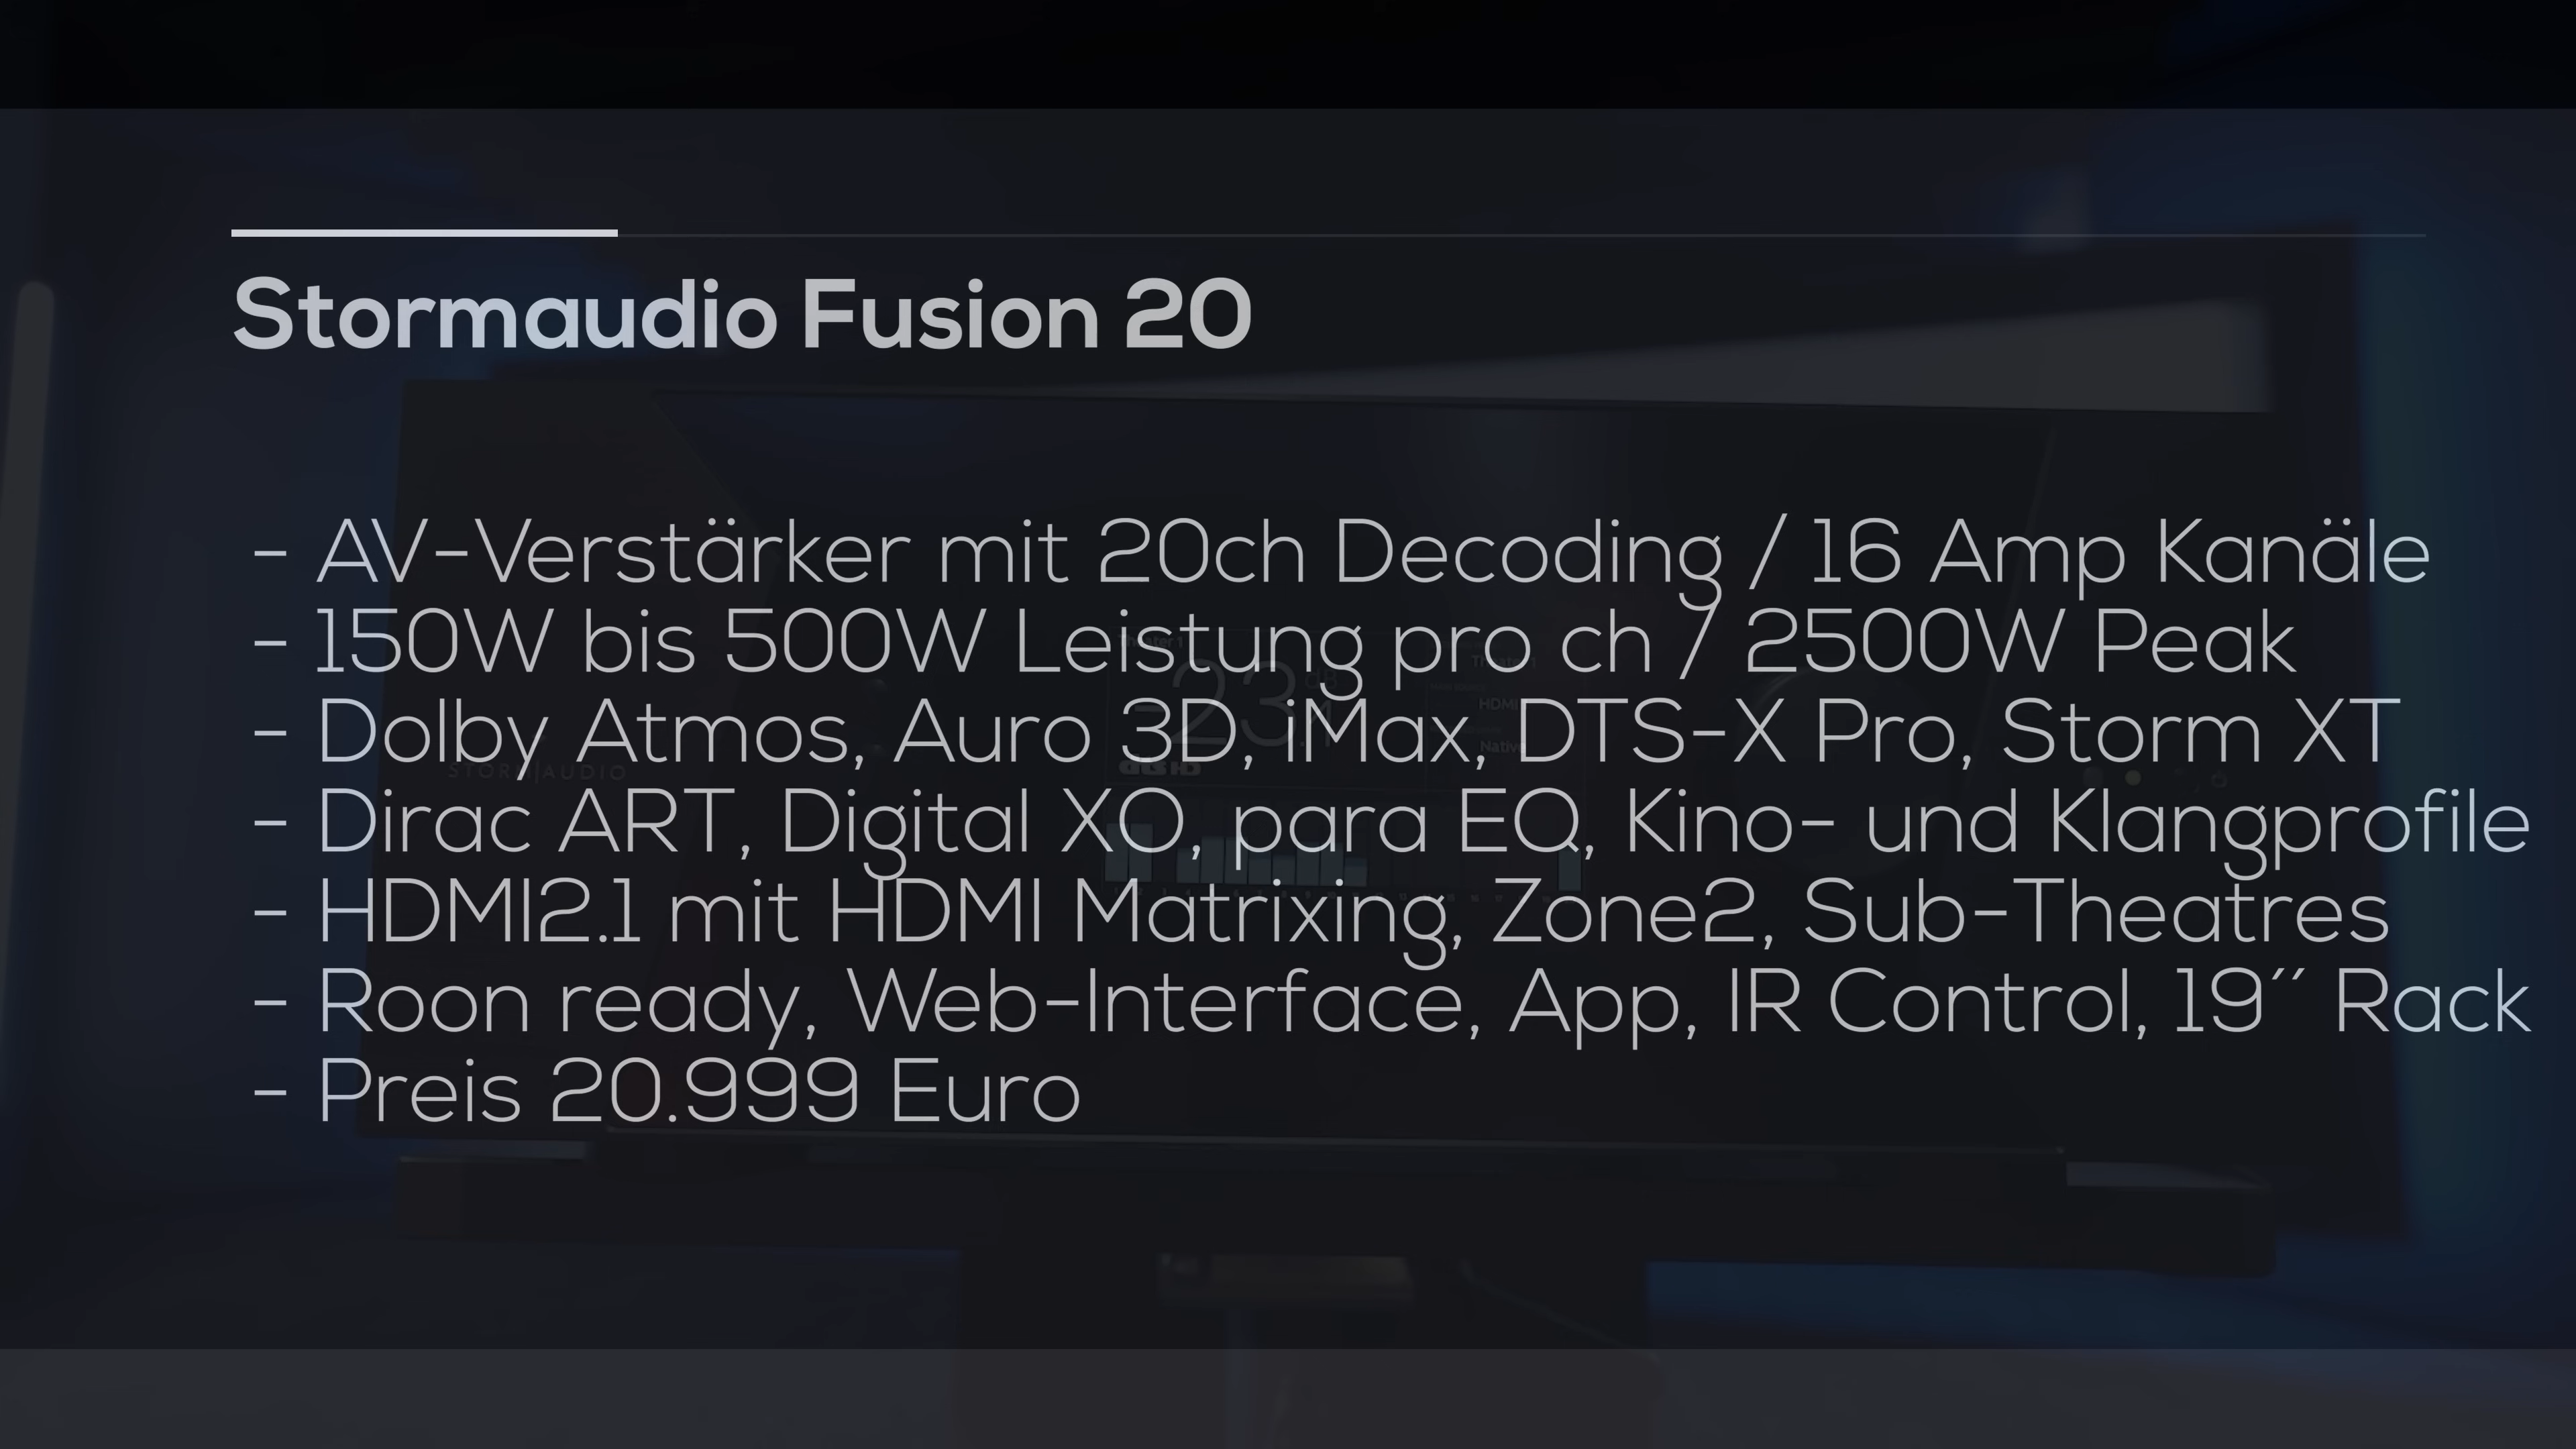 Stormaudio Fusion 20
- AV-Verstärker mit 20ch Decoding / 16 Amp Kanäle
- 150W bis 500W Leistung pro ch / 2500W Peak
- Dolby Atmos, Auro 3D, iMax, DTS-X Pro, Storm XT
- Dirac ART, Digital XO, para EQ, Kino- und Klangprofile
- HDMI2.1 mit HDMI Matrixing, Zone2, Sub-Theatres
- Roon ready, Web-Interface, App, IR Control, 19´´ Rack
- Preis 20.999 Euro
STORM AUDIO